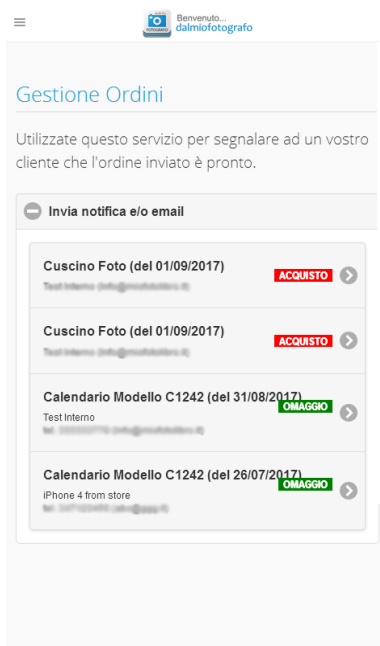 Benvenuto...
dalmiofotografo
FOTOGRAFO
Gestione Ordini
Utilizzate questo servizio per segnalare ad un vostro
cliente che l'ordine inviato è pronto.
Invia notifica e/o email
Cuscino Foto (del 01/09/2017)
ACQUISTO
Cuscino Foto (del 01/09/2017)
ACQUISTO
Calendario Modello C1242 (del 31/08/2017)
OMAGGIO
Test Interno
Calendario Modello C1242 (del 26/07/2017)
OMAGGIO
iPhone 4 from store